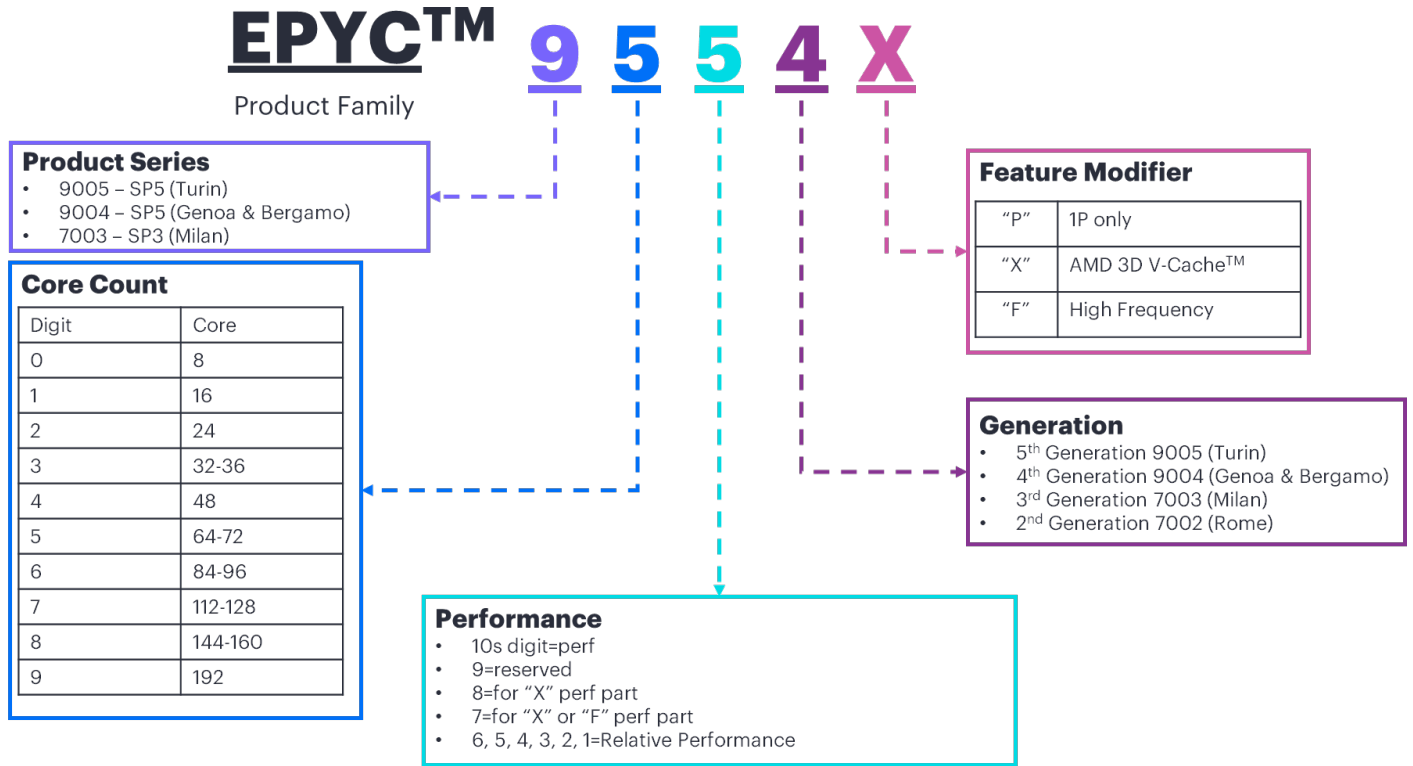 EPYC™ 9 5 5 4 X
Product Family
Product Series
• 9005 – SP5 (Turin)
• 9004 – SP5 (Genoa & Bergamo)
• 7003 – SP3 (Milan)
Core Count
Digit Core
0 8
1 16
2 24
3 32-36
4 48
5 64-72
6 84-96
7 112-128
8 144-160
9 192
Performance
• 10s digit=perf
• 9=reserved
• 8=for “X” perf part
• 7=for “X” or “F” perf part
• 6, 5, 4, 3, 2, 1=Relative Performance
Feature Modifier
“P” 1P only
“X” AMD 3D V-Cache™
“F” High Frequency
Generation
• 5th Generation 9005 (Turin)
• 4th Generation 9004 (Genoa & Bergamo)
• 3rd Generation 7003 (Milan)
• 2nd Generation 7002 (Rome)